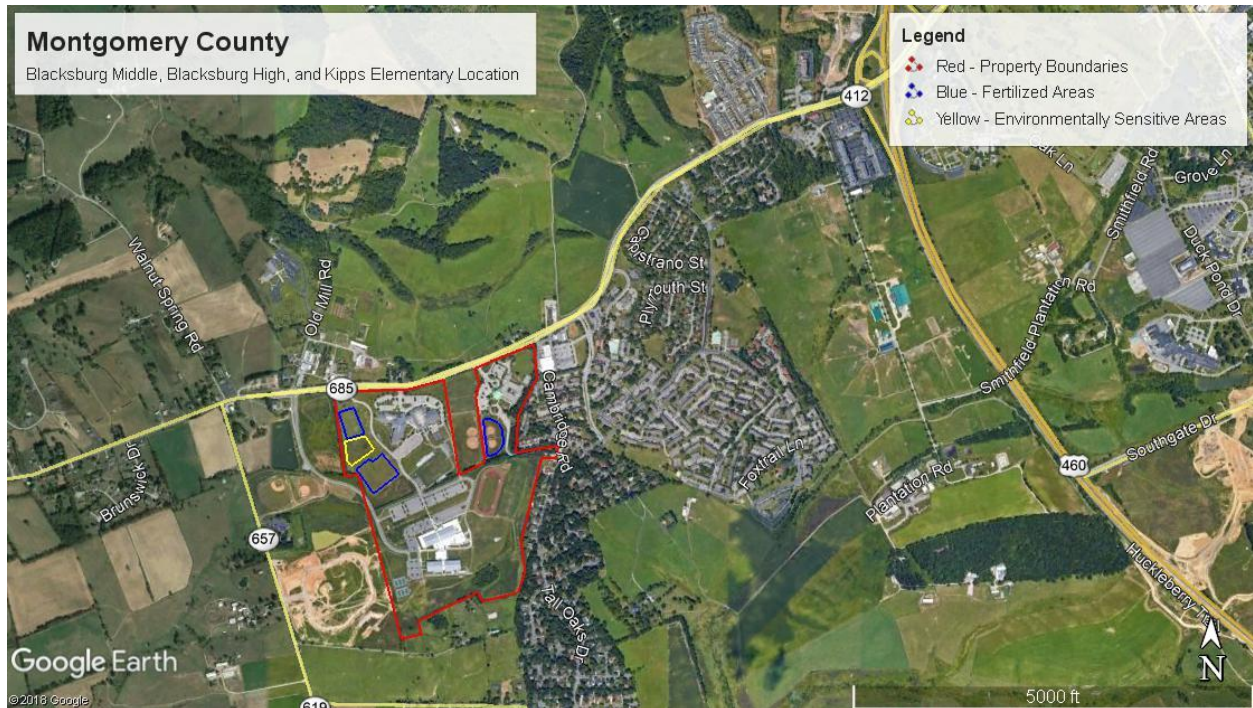 Montgomery County
Blacksburg Middle, Blacksburg High, and Kipps Elementary Location
Legend
Red - Property Boundaries
Blue - Fertilized Areas
Yellow - Environmentally Sensitive Areas
412
Oak Ln
Smithfield Rd
Grove Ln
Duck Pond Dr
Walnut Spring Rd
Old Mill Rd
Capistrano St
Plymouth St
Smithfield Plantation Rd
685
Cambridge Rd
Foxtrail Ln
Plantation Rd
460
Southgate Dr
Brunswick Dr
657
Huckleberry Trail
Tall Oaks Dr
Google Earth
N
©2018 Google
619
5000 ft